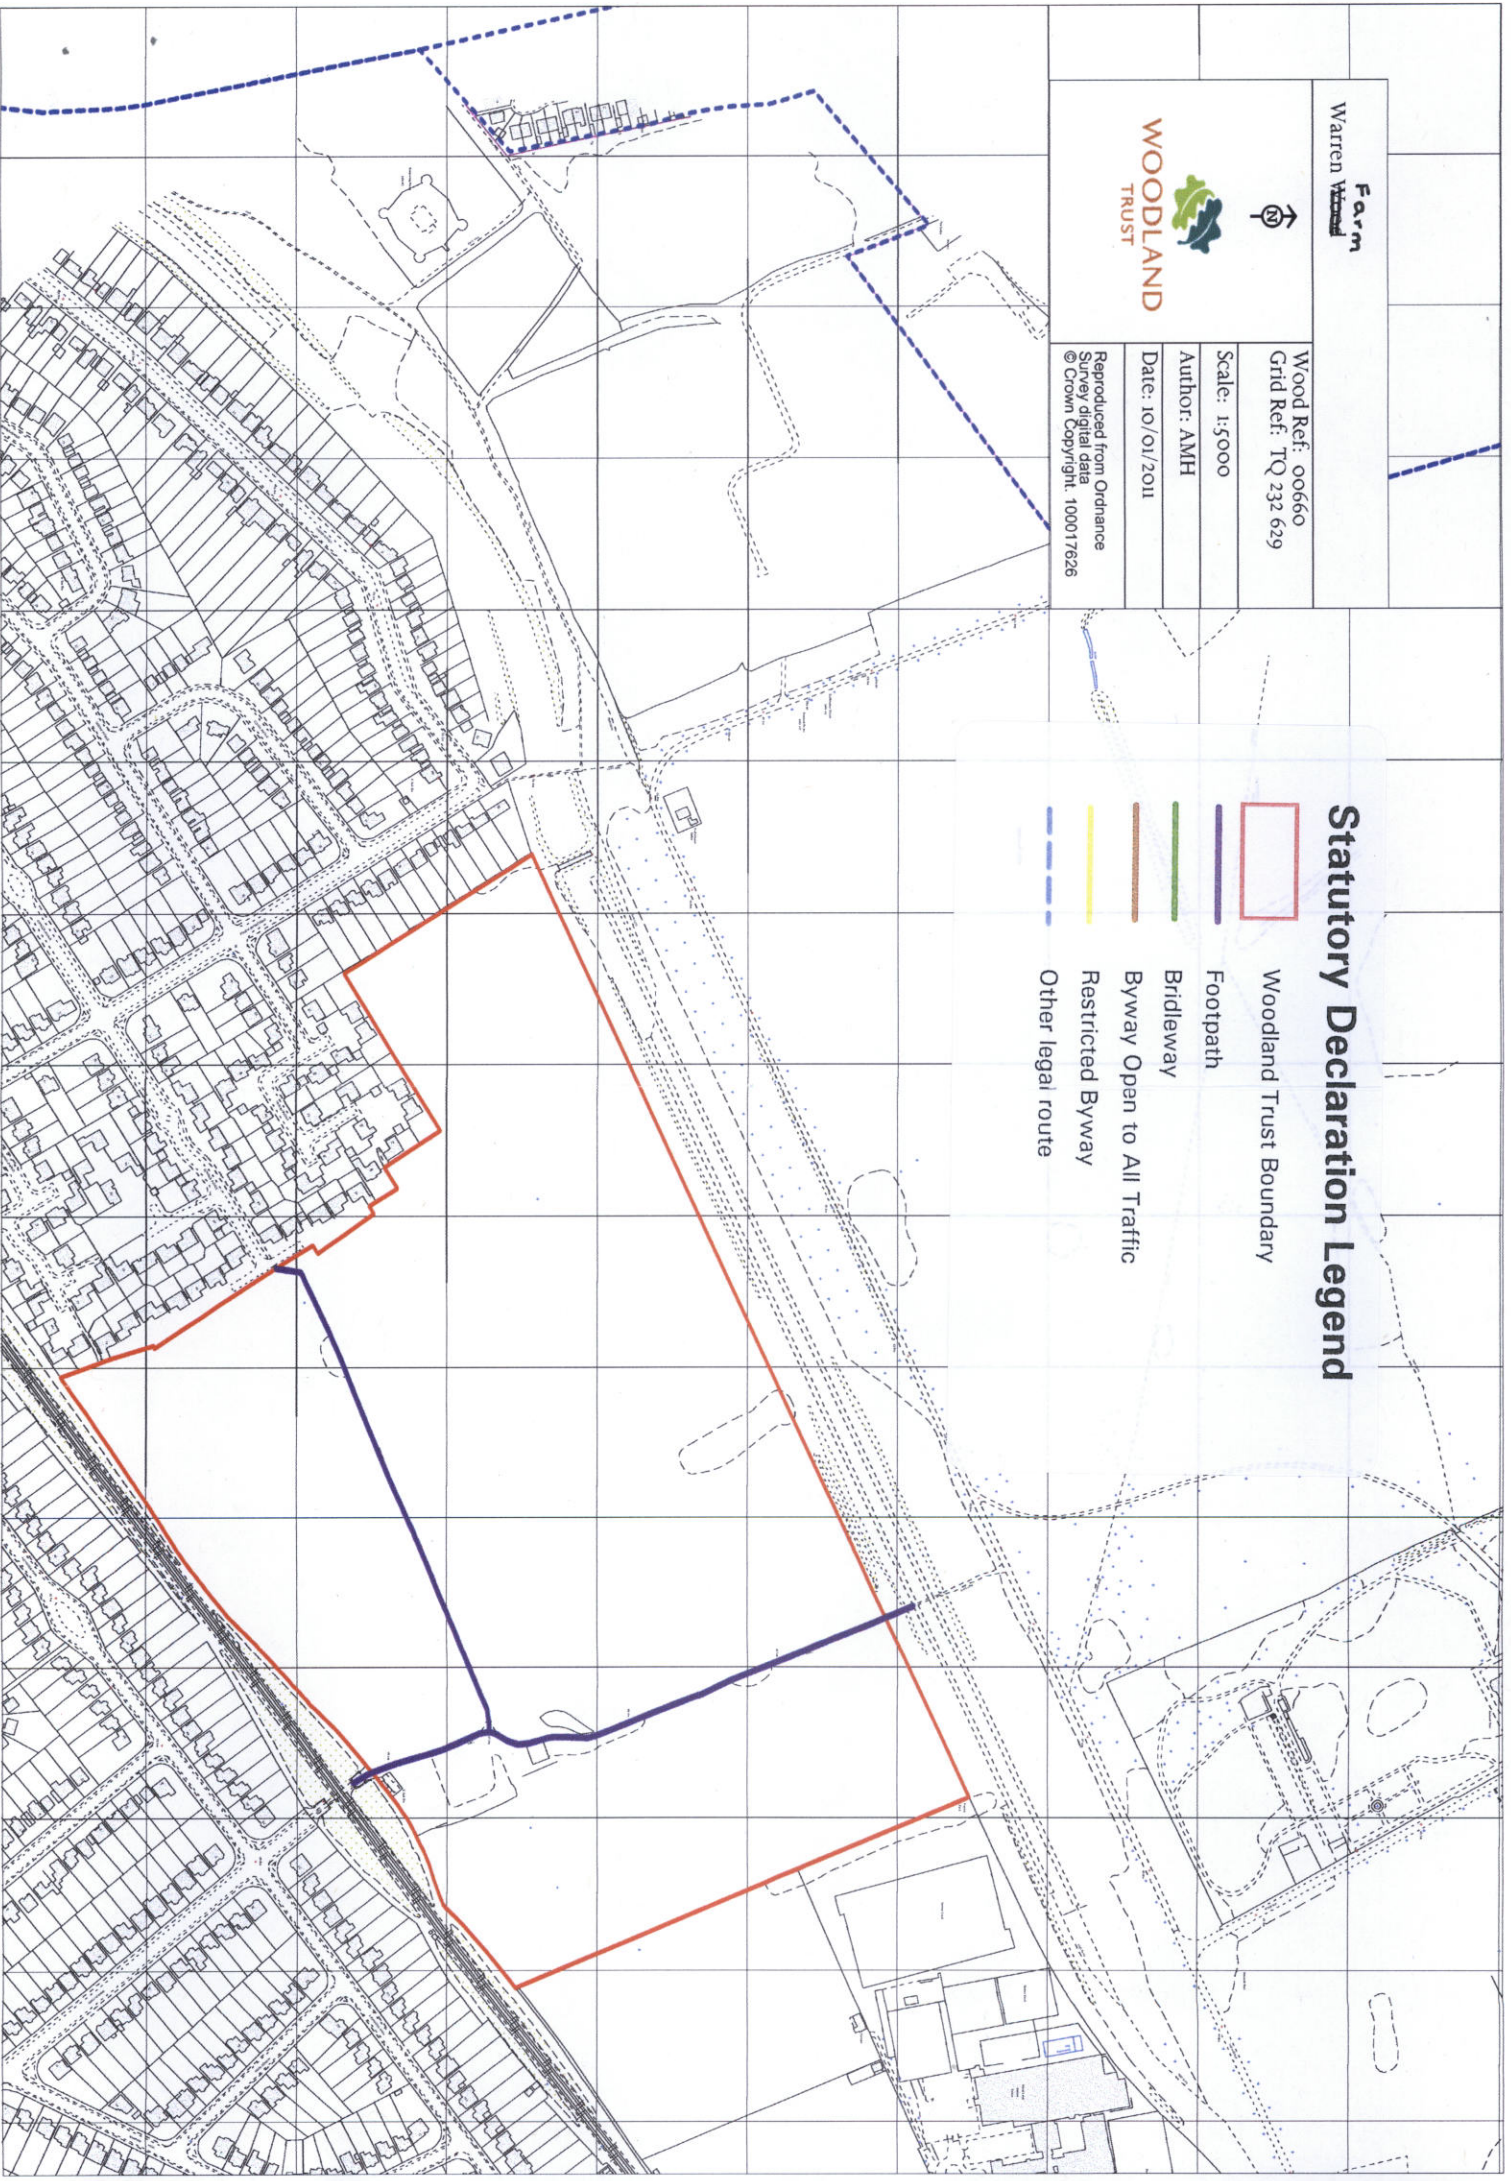 Farm
Warren Wood
WOODLAND
TRUST
N
Wood Ref: 00660
Grid Ref: TQ 232 629
Scale: 1:5000
Author: AMH
Date: 10/01/2011
Reproduced from Ordnance
Survey digital data
© Crown Copyright. 100017626
Statutory Declaration Legend
Woodland Trust Boundary
Footpath
Bridleway
Byway Open to All Traffic
Restricted Byway
Other legal route